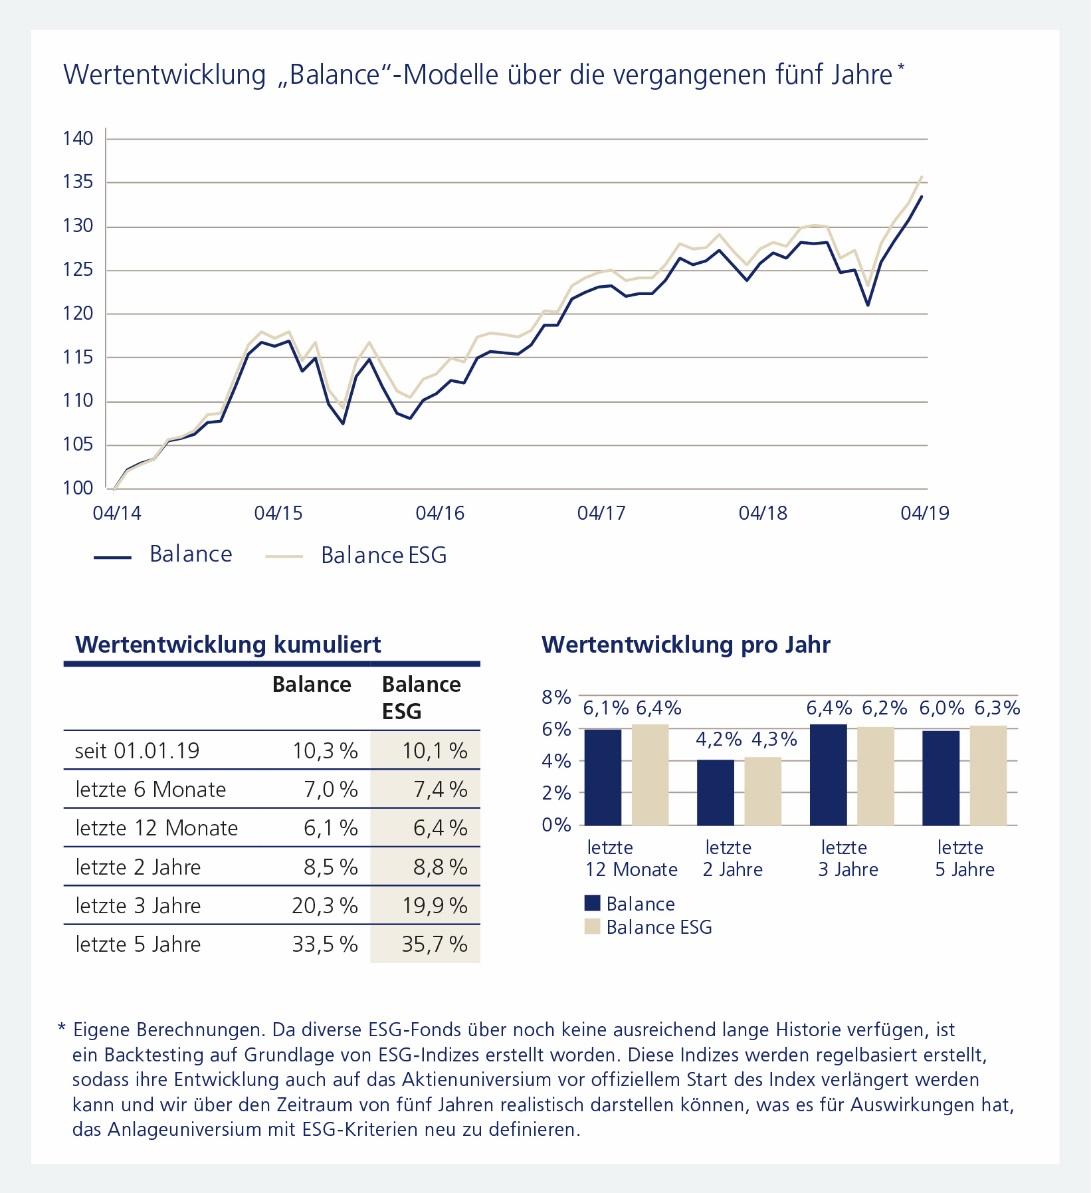 Wertentwicklung „Balance“-Modelle über die vergangenen fünf Jahre*
140
135
130
125
120
115
110
105
100
04/14 04/15 04/16 04/17 04/18 04/19
Balance Balance ESG
Wertentwicklung kumuliert
Balance Balance
ESG
seit 01.01.19 10,3 % 10,1 %
letzte 6 Monate 7,0 % 7,4 %
letzte 12 Monate 6,1 % 6,4 %
letzte 2 Jahre 8,5 % 8,8 %
letzte 3 Jahre 20,3 % 19,9 %
letzte 5 Jahre 33,5 % 35,7 %
Wertentwicklung pro Jahr
8%
6,1% 6,4% 6,4% 6,2% 6,0% 6,3%
6%
4,2% 4,3%
4%
2%
0%
letzte letzte letzte letzte
12 Monate 2 Jahre 3 Jahre 5 Jahre
Balance
Balance ESG
* Eigene Berechnungen. Da diverse ESG-Fonds über noch keine ausreichend lange Historie verfügen, ist
ein Backtesting auf Grundlage von ESG-Indizes erstellt worden. Diese Indizes werden regelbasiert erstellt,
sodass ihre Entwicklung auch auf das Aktienuniversium vor offiziellem Start des Index verlängert werden
kann und wir über den Zeitraum von fünf Jahren realistisch darstellen können, was es für Auswirkungen hat,
das Anlageuniversium mit ESG-Kriterien neu zu definieren.